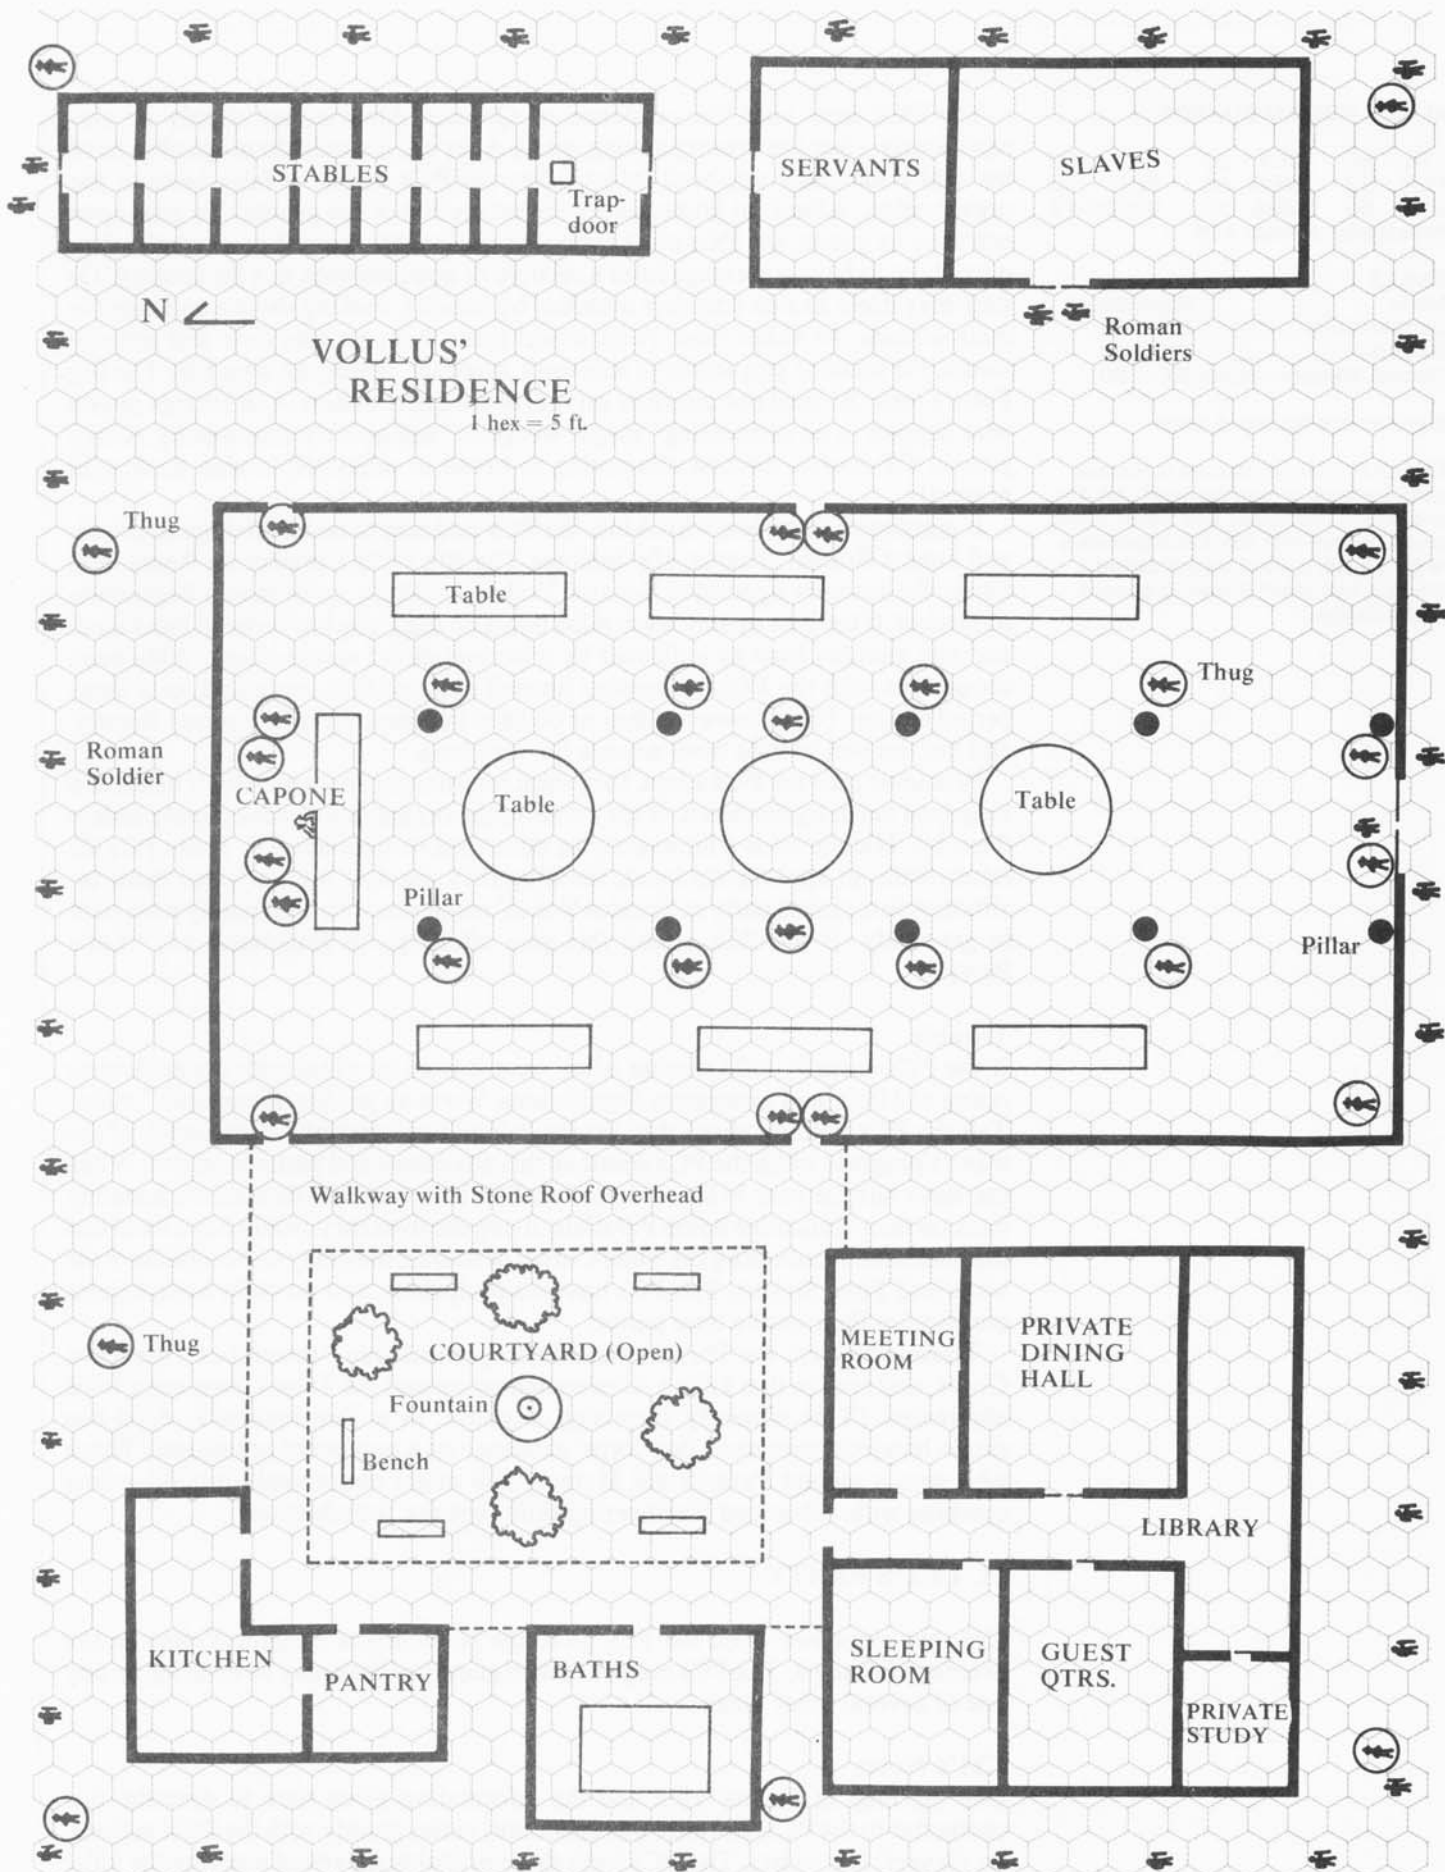 STABLES
Trap-
door
SERVANTS
SLAVES
Roman
Soldiers
N
VOLLUS’
RESIDENCE
1 hex = 5 ft.
Thug
Table
Thug
Roman
Soldier
CAPONE
Table
Table
Pillar
Pillar
Walkway with Stone Roof Overhead
Thug
COURTYARD (Open)
Fountain
Bench
MEETING
ROOM
PRIVATE
DINING
HALL
LIBRARY
KITCHEN
PANTRY
BATHS
SLEEPING
ROOM
GUEST
QTRS.
PRIVATE
STUDY